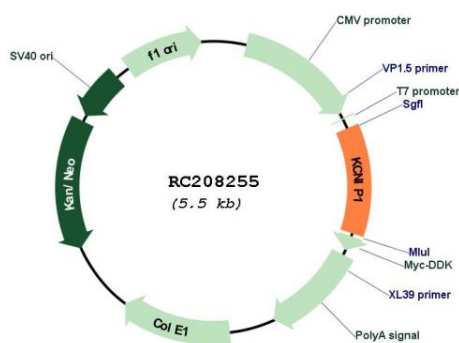 CMV promoter
VP1.5 primer
T7 promoter
SgfI
KCNIP1
MluI
Myc-DDK
XL39 primer
PolyA signal
Col E1
Kan/Neo
SV40 ori
f1 ori
RC208255
(5.5 kb)